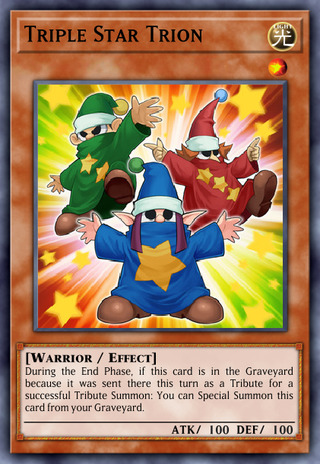 Triple Star Trion
LIGHT
光
[Warrior / Effect]
During the End Phase, if this card is in the Graveyard
because it was sent there this turn as a Tribute for a
successful Tribute Summon: You can Special Summon
this card from your Graveyard.
ATK/ 100 DEF/ 100